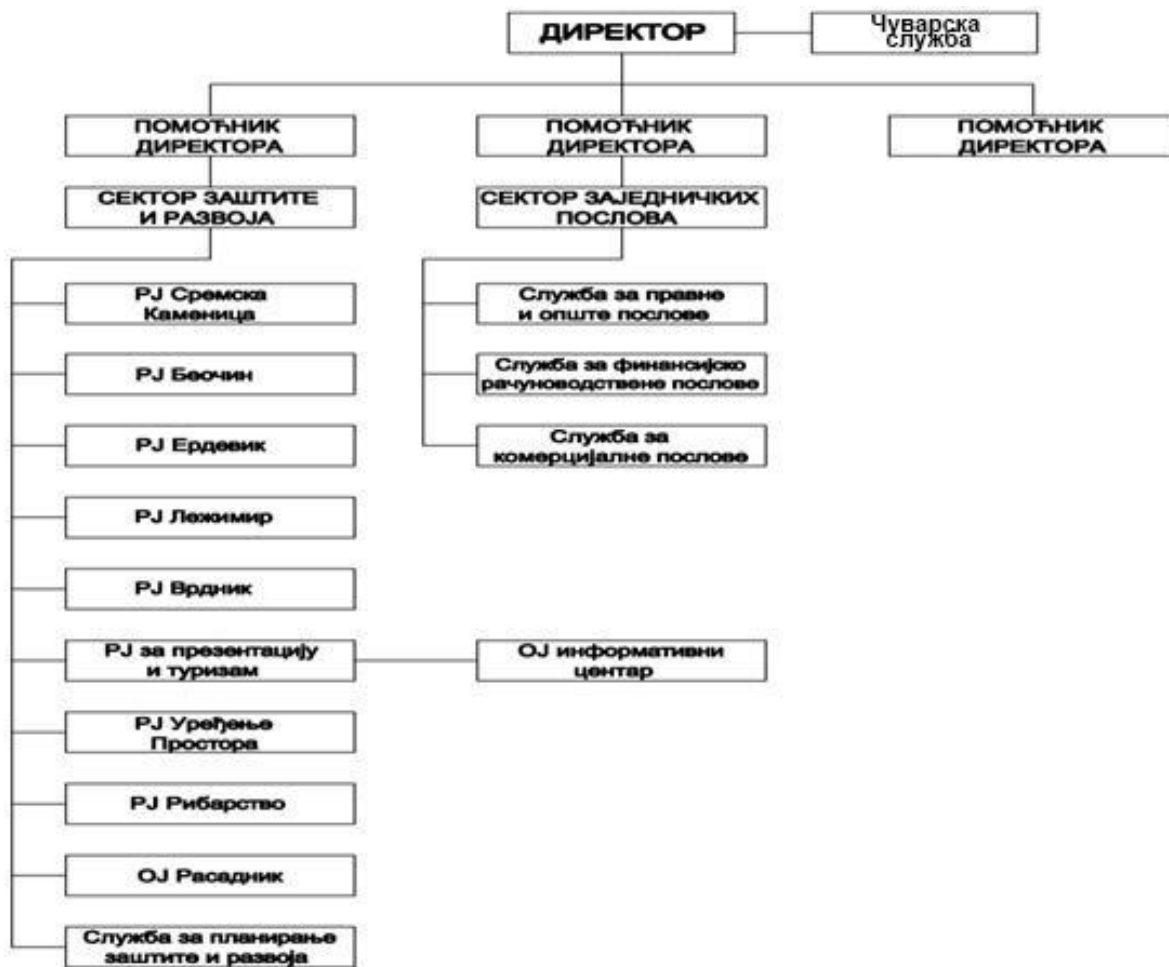 ДИРЕКТОР
Чуварска
служба
ПОМОЋНИК
ДИРЕКТОРА
ПОМОЋНИК
ДИРЕКТОРА
ПОМОЋНИК
ДИРЕКТОРА
СЕКТОР ЗАШТИТЕ
И РАЗВОЈА
СЕКТОР ЗАЈЕДНИЧКИХ
ПОСЛОВА
РЈ Сремска
Каменица
РЈ Беочин
РЈ Ердевик
РЈ Лежимир
РЈ Врдник
РЈ за презентацију
и туризам
РЈ Уређење
Простора
РЈ Рибарство
ОЈ Расадник
Служба за планирање
заштите и развоја
Служба за правне
и опште послове
Служба за финансијско
рачуноводствене послове
Служба за
комерцијалне послове
ОЈ информативни
центар